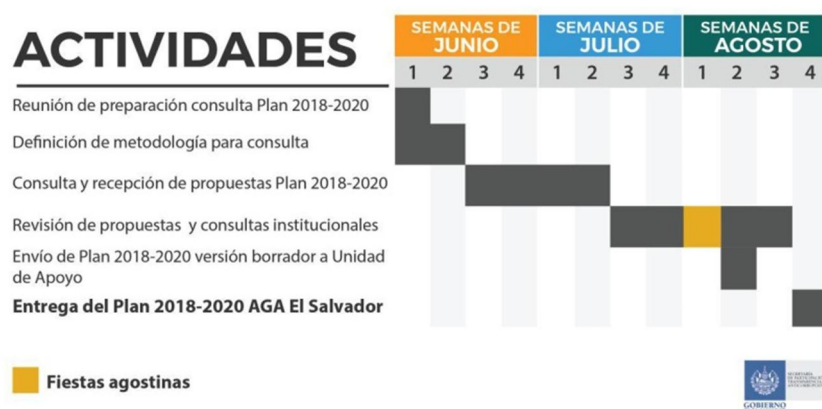 ACTIVIDADES
SEMANAS DE
JUNIO
SEMANAS DE
JULIO
SEMANAS DE
AGOSTO
1 2 3 4 1 2 3 4 1 2 3 4
Reunión de preparación consulta Plan 2018-2020
Definición de metodología para consulta
Consulta y recepción de propuestas Plan 2018-2020
Revisión de propuestas y consultas institucionales
Envío de Plan 2018-2020 versión borrador a Unidad
de Apoyo
Entrega del Plan 2018-2020 AGA El Salvador
Fiestas agostinas
GOBIERNO